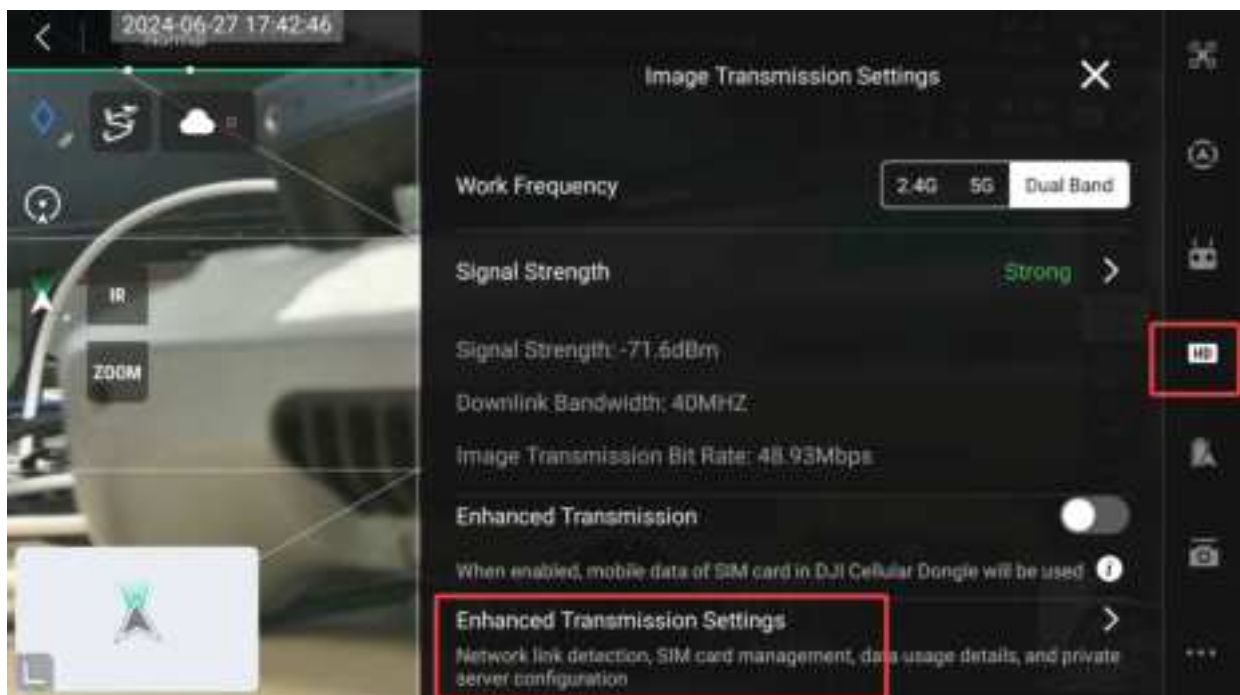 2024-06-27 17:42:46
Normal
Image Transmission Settings
Work Frequency
2.4G 5G Dual Band
Signal Strength
Strong
IR
Signal Strength: -71.6dBm
HD
ZOOM
Downlink Bandwidth: 40MHZ
Image Transmission Bit Rate: 48.93Mbps
Enhanced Transmission
When enabled, mobile data of SIM card in DJI Cellular Dongle will be used
Enhanced Transmission Settings
Network link detection, SIM card management, data usage details, and private
server configuration
W